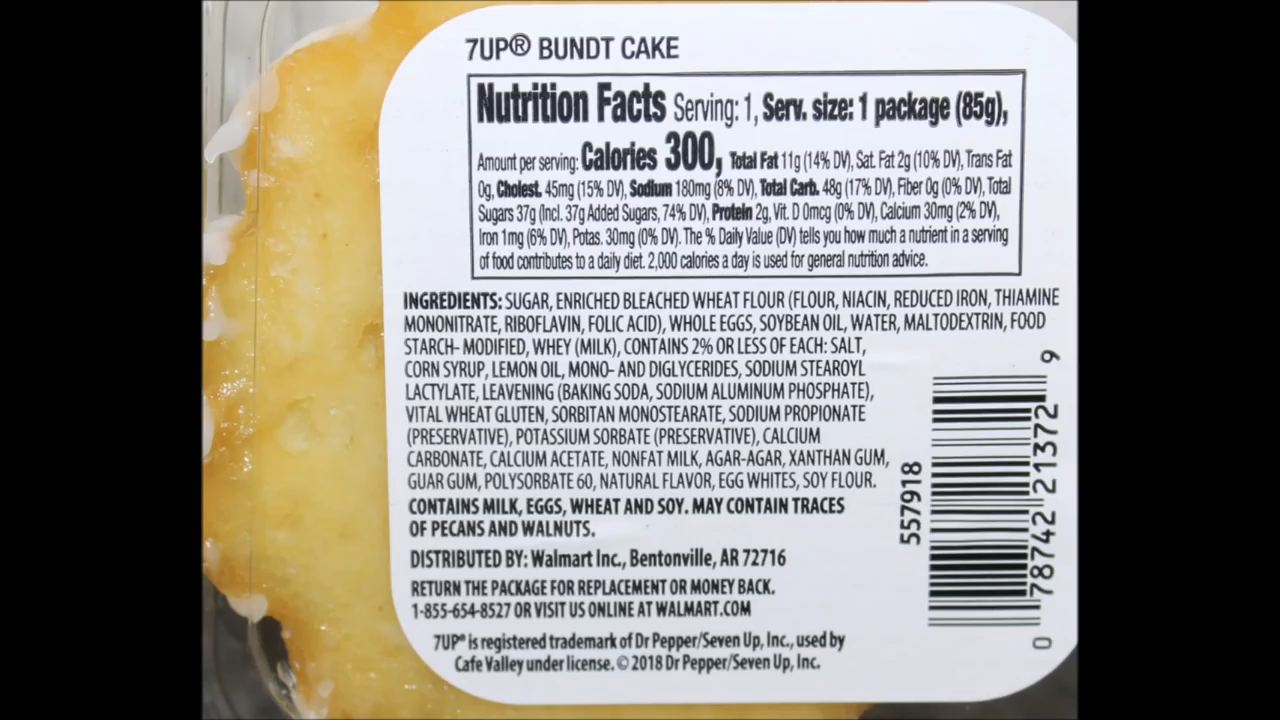 7UP® BUNDT CAKE
Nutrition Facts Serving: 1, Serv. size: 1 package (85g),
Amount per serving: Calories 300, Total Fat 11g (14% DV), Sat. Fat 2g (10% DV), Trans Fat
0g, Cholest. 45mg (15% DV), Sodium 180mg (8% DV), Total Carb. 48g (17% DV), Fiber 0g (0% DV), Total
Sugars 37g (Incl. 37g Added Sugars, 74% DV), Protein 2g, Vit. D 0mcg (0% DV), Calcium 30mg (2% DV),
Iron 1mg (6% DV), Potas. 30mg (0% DV). The % Daily Value (DV) tells you how much a nutrient in a serving
of food contributes to a daily diet. 2,000 calories a day is used for general nutrition advice.
INGREDIENTS: SUGAR, ENRICHED BLEACHED WHEAT FLOUR (FLOUR, NIACIN, REDUCED IRON, THIAMINE
MONONITRATE, RIBOFLAVIN, FOLIC ACID), WHOLE EGGS, SOYBEAN OIL, WATER, MALTODEXTRIN, FOOD
STARCH- MODIFIED, WHEY (MILK), CONTAINS 2% OR LESS OF EACH: SALT,
CORN SYRUP, LEMON OIL, MONO- AND DIGLYCERIDES, SODIUM STEAROYL
LACTYLATE, LEAVENING (BAKING SODA, SODIUM ALUMINUM PHOSPHATE),
VITAL WHEAT GLUTEN, SORBITAN MONOSTEARATE, SODIUM PROPIONATE
(PRESERVATIVE), POTASSIUM SORBATE (PRESERVATIVE), CALCIUM
CARBONATE, CALCIUM ACETATE, NONFAT MILK, AGAR-AGAR, XANTHAN GUM,
GUAR GUM, POLYSORBATE 60, NATURAL FLAVOR, EGG WHITES, SOY FLOUR.
CONTAINS MILK, EGGS, WHEAT AND SOY. MAY CONTAIN TRACES
OF PECANS AND WALNUTS.
DISTRIBUTED BY: Walmart Inc., Bentonville, AR 72716
RETURN THE PACKAGE FOR REPLACEMENT OR MONEY BACK.
1-855-654-8527 OR VISIT US ONLINE AT WALMART.COM
7UP® is registered trademark of Dr Pepper/Seven Up, Inc., used by
Cafe Valley under license. © 2018 Dr Pepper/Seven Up, Inc.
557918
0 78742 21372 9